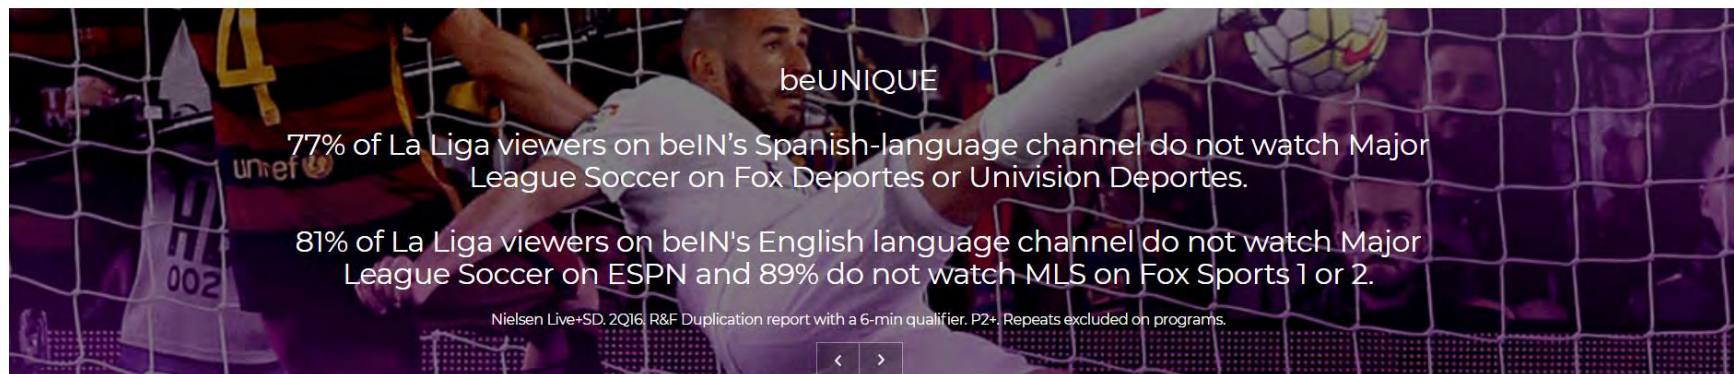 4
beUNIQUE
77% of La Liga viewers on beIN’s Spanish-language channel do not watch Major
League Soccer on Fox Deportes or Univision Deportes.
unicef
81% of La Liga viewers on beIN's English language channel do not watch Major
League Soccer on ESPN and 89% do not watch MLS on Fox Sports 1 or 2.
002
Nielsen Live+SD. 2Q16. R&F Duplication report with a 6-min qualifier. P2+. Repeats excluded on programs.